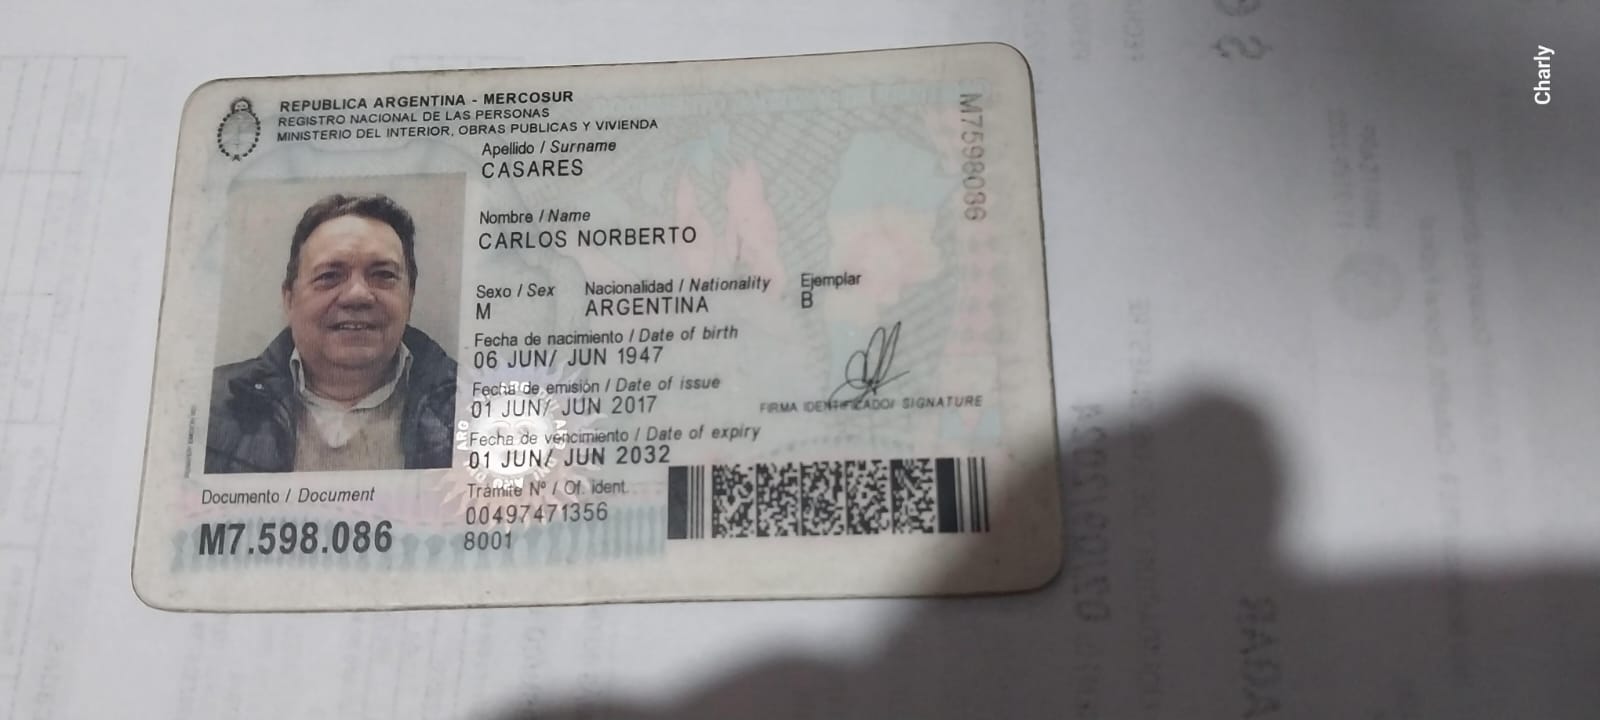 REPUBLICA ARGENTINA - MERCOSUR
REGISTRO NACIONAL DE LAS PERSONAS
MINISTERIO DEL INTERIOR, OBRAS PUBLICAS Y VIVIENDA
Apellido / Surname
CASARES
Nombre / Name
CARLOS NORBERTO
Sexo / Sex Nacionalidad / Nationality Ejemplar
M ARGENTINA B
Fecha de nacimiento / Date of birth
06 JUN/ JUN 1947
Fecha de emisión / Date of issue
01 JUN/ JUN 2017
FIRMA IDENTIFICADO/ SIGNATURE
Fecha de vencimiento / Date of expiry
01 JUN/ JUN 2032
Documento / Document
M7.598.086
Trámite Nº / Of. ident.
00497471356
8001
M7598086
Charly